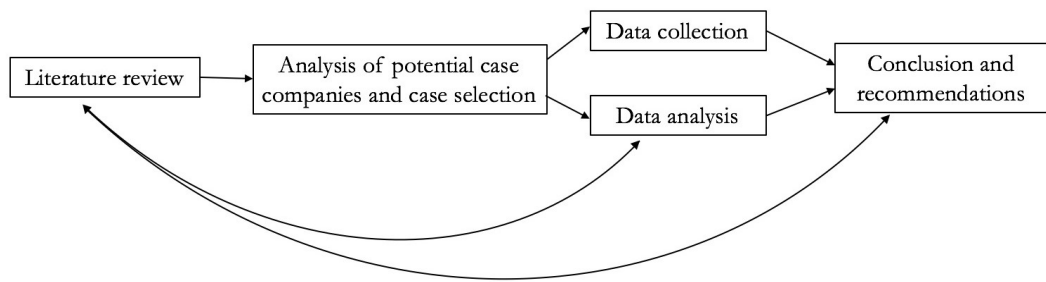 Literature review
Analysis of potential case
companies and case selection
Data collection
Data analysis
Conclusion and
recommendations